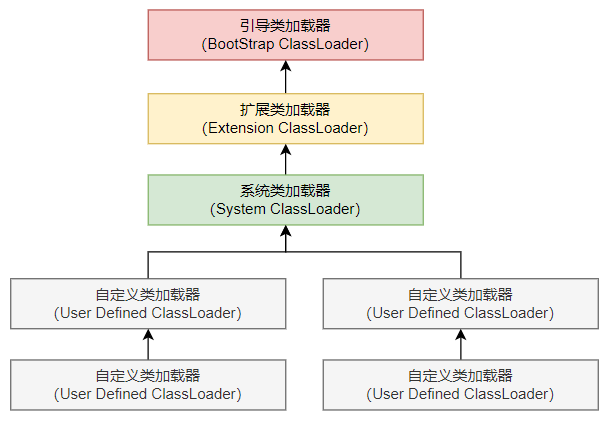 引导类加载器
(BootStrap ClassLoader)
扩展类加载器
(Extension ClassLoader)
系统类加载器
(System ClassLoader)
自定义类加载器
(User Defined ClassLoader)
自定义类加载器
(User Defined ClassLoader)
自定义类加载器
(User Defined ClassLoader)
自定义类加载器
(User Defined ClassLoader)